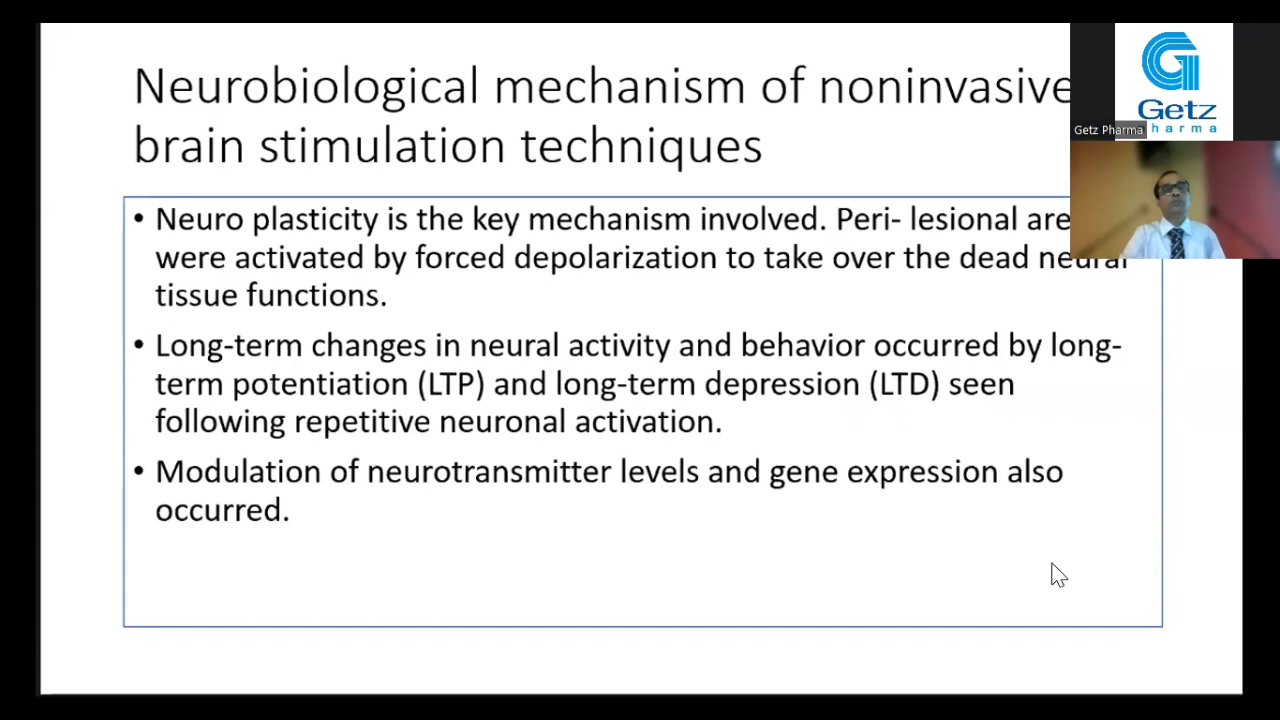 Neurobiological mechanism of noninvasive
brain stimulation techniques
• Neuro plasticity is the key mechanism involved. Peri- lesional are
were activated by forced depolarization to take over the dead neural
tissue functions.
• Long-term changes in neural activity and behavior occurred by long-
term potentiation (LTP) and long-term depression (LTD) seen
following repetitive neuronal activation.
• Modulation of neurotransmitter levels and gene expression also
occurred.
Getz
Getz Pharma
harma